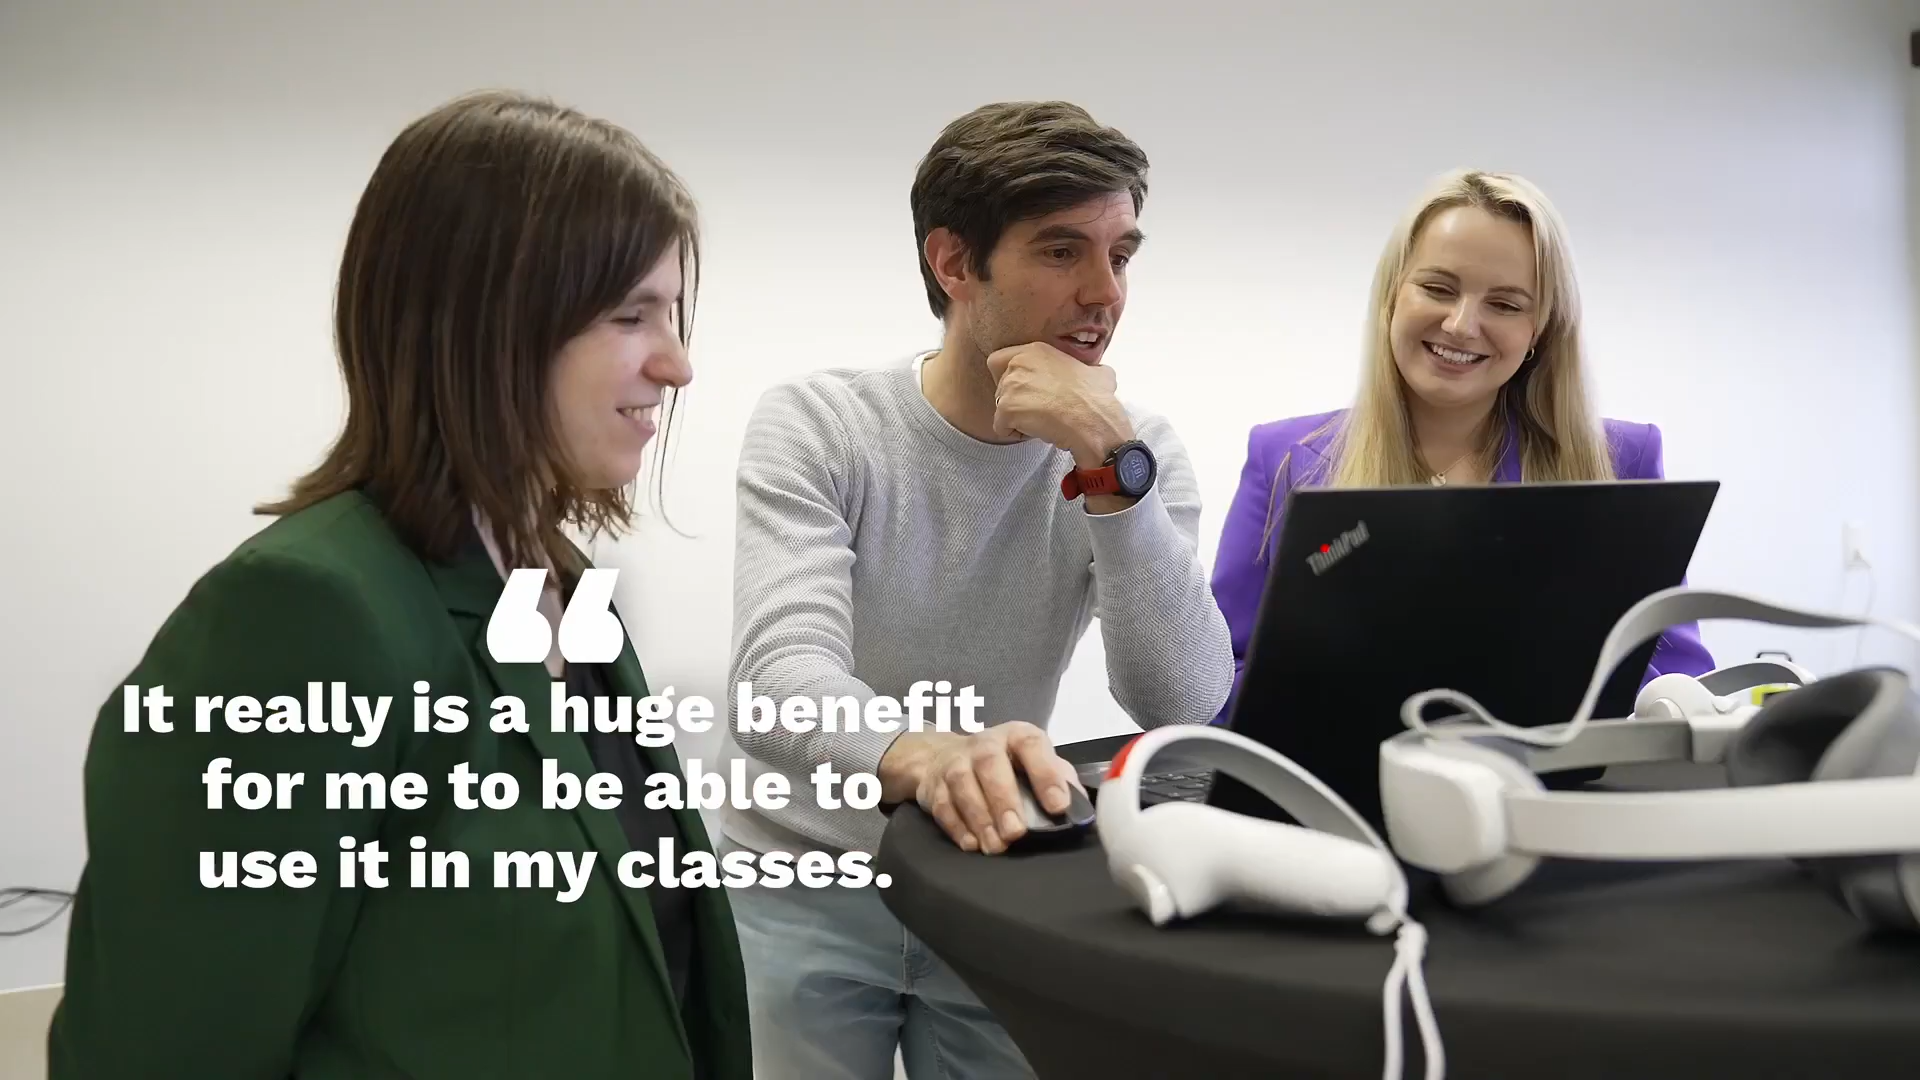 “
It really is a huge benefit
for me to be able to
use it in my classes.
ThinkPad